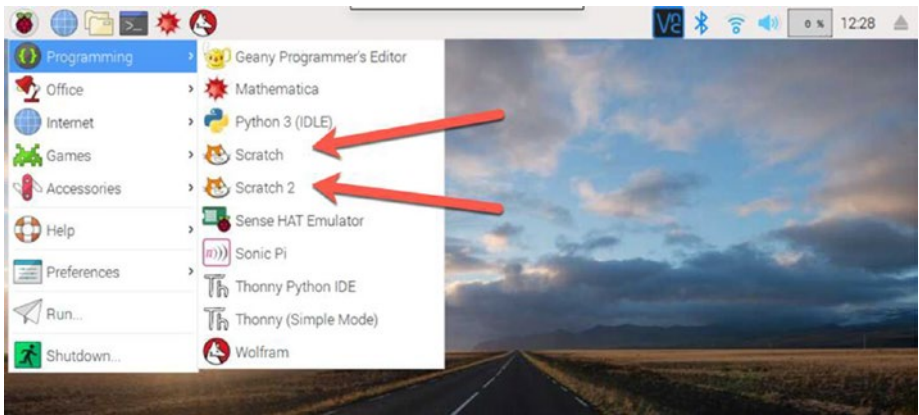 V2 0 % 12:28
Programming
Office
Internet
Games
Accessories
Help
Preferences
Run...
Shutdown...
Geany Programmer's Editor
Mathematica
Python 3 (IDLE)
Scratch
Scratch 2
Sense HAT Emulator
Sonic Pi
Thonny Python IDE
Thonny (Simple Mode)
Wolfram